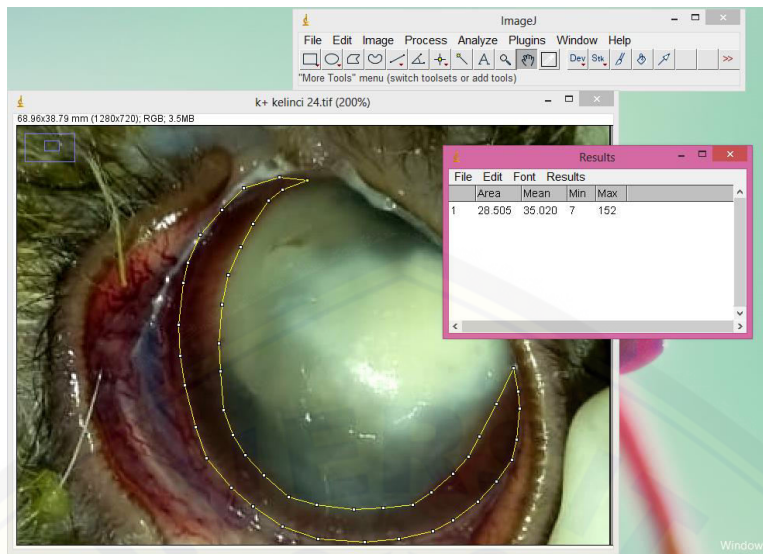 ImageJ
File Edit Image Process Analyze Plugins Window Help
A Dev Stk >>
"More Tools" menu (switch toolsets or add tools)
k+ kelinci 24.tif (200%)
68.96x38.79 mm (1280x720); RGB; 3.5MB
Results
File Edit Font Results
Area Mean Min Max
1 28.505 35.020 7 152
Window